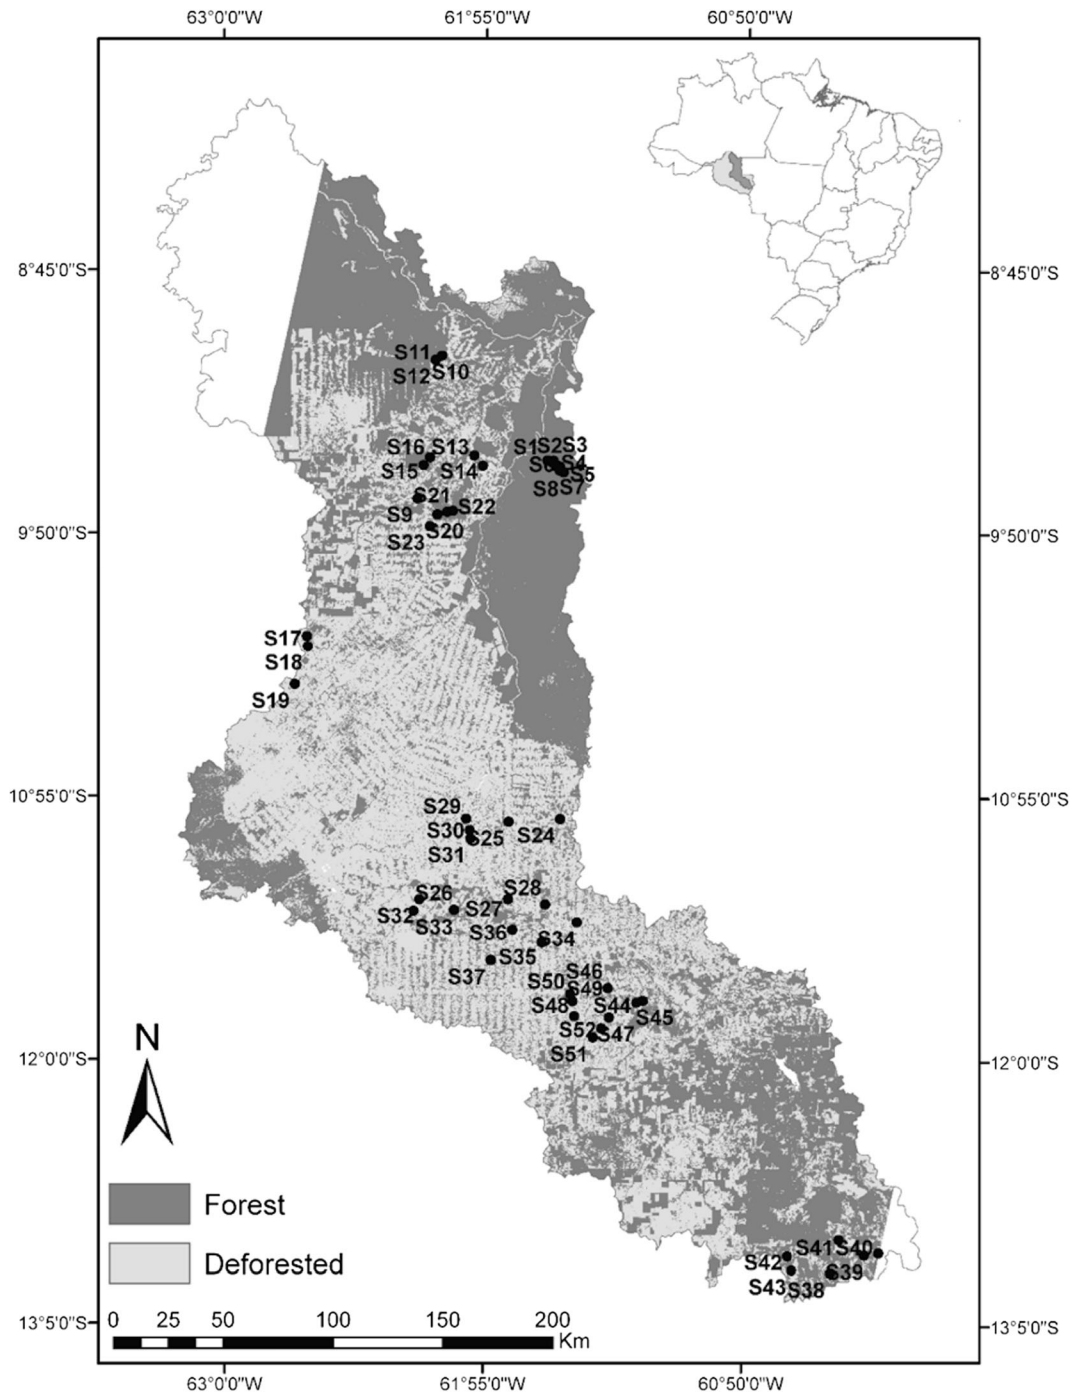 63°0'0"W 61°55'0"W 60°50'0"W
8°45'0"S 8°45'0"S
S11
S12 S10
S16 S13 S1 S2 S3
S15 S14 S6 S4 S5
S8 S7
S21
S9 S22
S20
S23
9°50'0"S 9°50'0"S
S17
S18
S19
10°55'0"S 10°55'0"S
S29
S30 S25 S24
S31
S26 S28
S32 S27
S33
S36 S34
S35
S37
S46
S50 S49
S48 S44 S45
S52 S47
S51
12°0'0"S 12°0'0"S
N
Forest
Deforested
S41 S40
S42 S39
S43 S38
0 25 50 100 150 200
Km
13°5'0"S 13°5'0"S
63°0'0"W 61°55'0"W 60°50'0"W